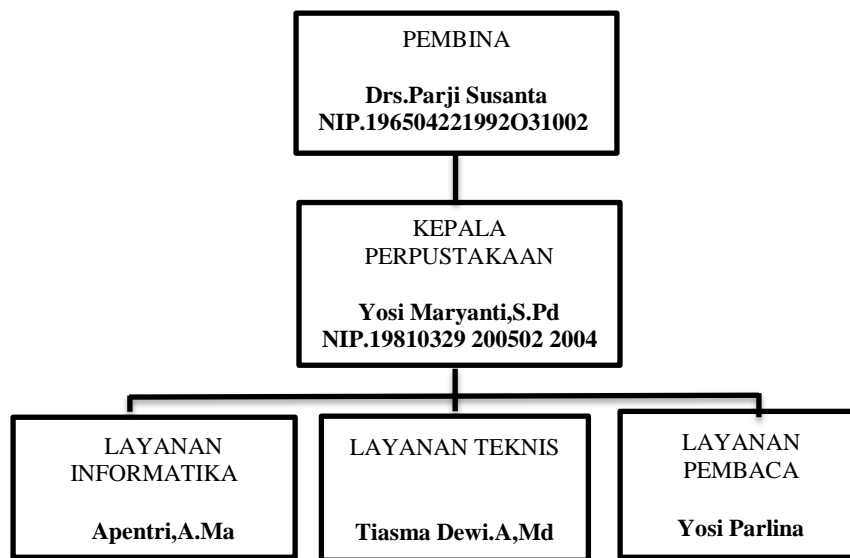 PEMBINA
Drs.Parji Susanta
NIP.196504221992O31002
KEPALA
PERPUSTAKAAN
Yosi Maryanti,S.Pd
NIP.19810329 200502 2004
LAYANAN
INFORMATIKA
Apentri,A.Ma
LAYANAN TEKNIS
Tiasma Dewi.A,Md
LAYANAN
PEMBACA
Yosi Parlina